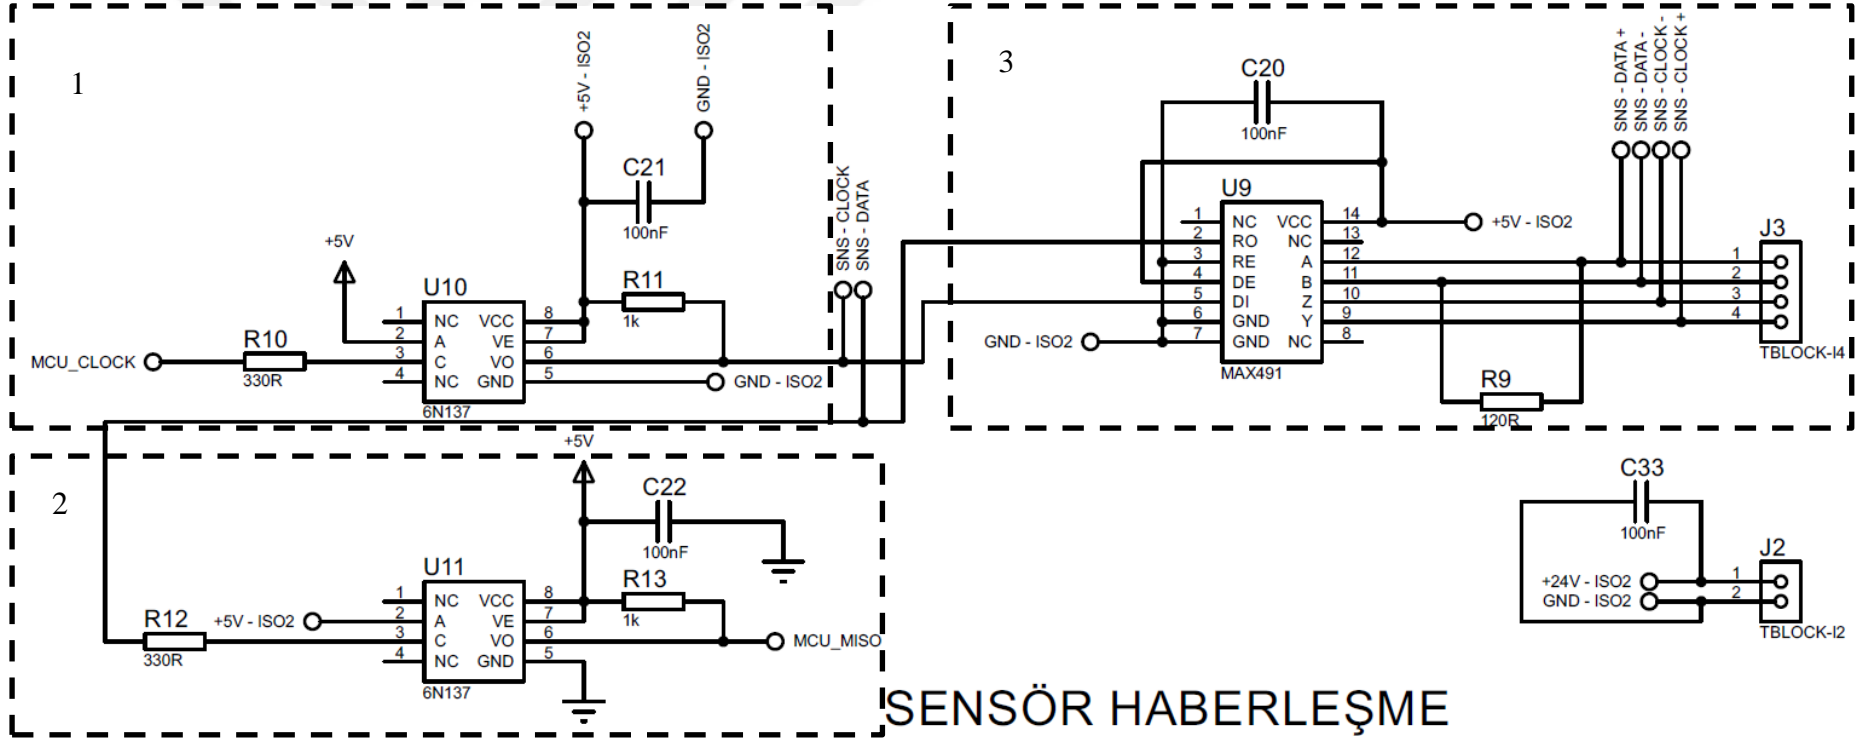 1
+5V - ISO2
GND - ISO2
C21
100nF
+5V
U10
R11
1k
1 NC VCC 8
2 A VE 7
3 C VO 6
4 NC GND 5
6N137
MCU_CLOCK
R10
330R
GND - ISO2
SNS - CLOCK
SNS - DATA
2
+5V
C22
100nF
U11
R13
1k
1 NC VCC 8
2 A VE 7
3 C VO 6
4 NC GND 5
6N137
R12
330R
+5V - ISO2
MCU_MISO
3
C20
100nF
U9
1 NC VCC 14
2 RO NC 13
3 RE A 12
4 DE B 11
5 DI Z 10
6 GND Y 9
7 GND NC 8
MAX491
GND - ISO2
+5V - ISO2
SNS - DATA +
SNS - DATA -
SNS - CLOCK -
SNS - CLOCK +
J3
1
2
3
4
TBLOCK-I4
R9
120R
C33
100nF
+24V - ISO2
GND - ISO2
J2
1
2
TBLOCK-I2
SENSÖR HABERLEŞME